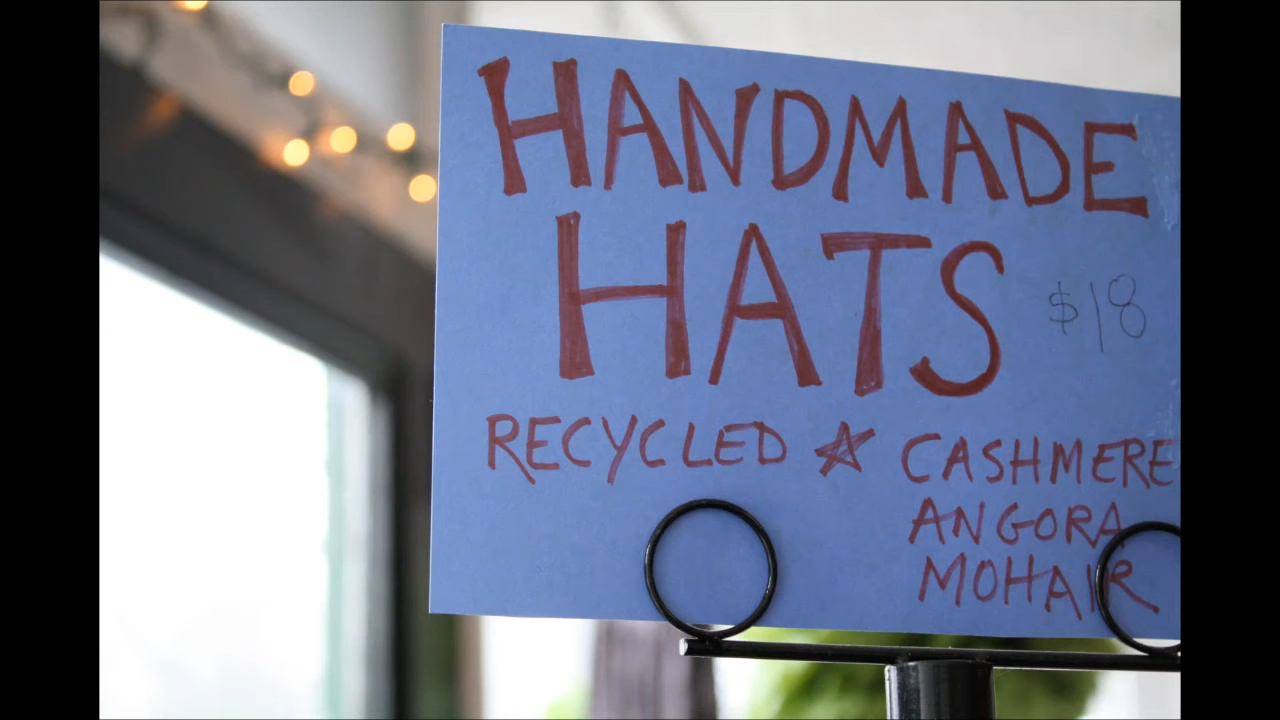 HANDMADE
HATS $18
RECYCLED ☆ CASHMERE
ANGORA
MOHAIR